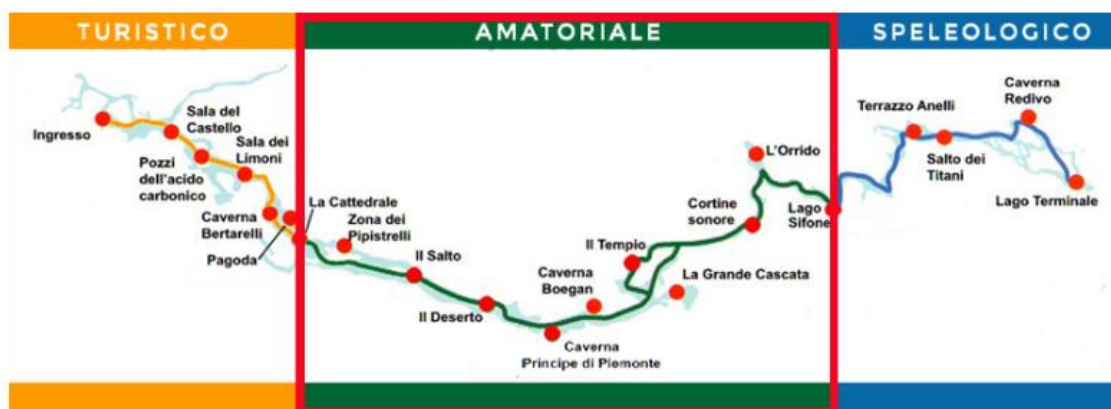 TURISTICO
AMATORIALE
SPELEOLOGICO
Ingresso
Sala del
Castello
Pozzi
dell'acido
carbonico
Sala dei
Limoni
Caverna
Bertarelli
Pagoda
La Cattedrale
Zona dei
Pipistrelli
Il Salto
Il Deserto
Caverna
Principe di Piemonte
Caverna
Boegan
Il Tempio
La Grande Cascata
Cortine
sonore
L'Orrido
Lago
Sifone
Terrazzo Anelli
Salto dei
Titani
Caverna
Redivo
Lago Terminale